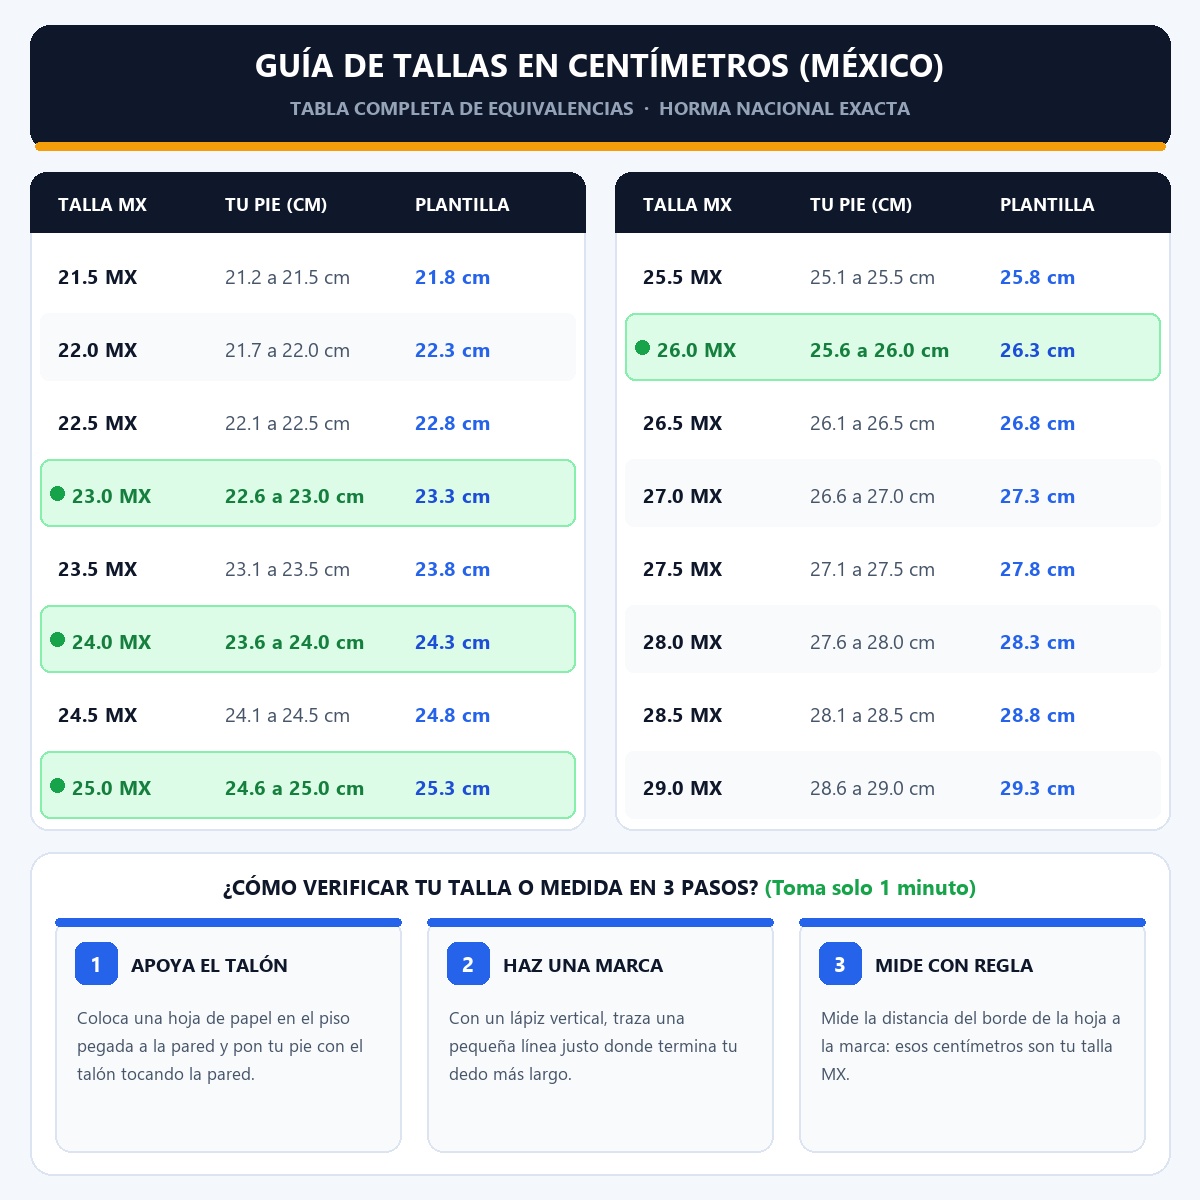 GUÍA DE TALLAS EN CENTÍMETROS (MÉXICO)
TABLA COMPLETA DE EQUIVALENCIAS · HORMA NACIONAL EXACTA
TALLA MX TU PIE (CM) PLANTILLA
21.5 MX 21.2 a 21.5 cm 21.8 cm
22.0 MX 21.7 a 22.0 cm 22.3 cm
22.5 MX 22.1 a 22.5 cm 22.8 cm
23.0 MX 22.6 a 23.0 cm 23.3 cm
23.5 MX 23.1 a 23.5 cm 23.8 cm
24.0 MX 23.6 a 24.0 cm 24.3 cm
24.5 MX 24.1 a 24.5 cm 24.8 cm
25.0 MX 24.6 a 25.0 cm 25.3 cm
TALLA MX TU PIE (CM) PLANTILLA
25.5 MX 25.1 a 25.5 cm 25.8 cm
26.0 MX 25.6 a 26.0 cm 26.3 cm
26.5 MX 26.1 a 26.5 cm 26.8 cm
27.0 MX 26.6 a 27.0 cm 27.3 cm
27.5 MX 27.1 a 27.5 cm 27.8 cm
28.0 MX 27.6 a 28.0 cm 28.3 cm
28.5 MX 28.1 a 28.5 cm 28.8 cm
29.0 MX 28.6 a 29.0 cm 29.3 cm
¿CÓMO VERIFICAR TU TALLA O MEDIDA EN 3 PASOS? (Toma solo 1 minuto)
1 APOYA EL TALÓN
Coloca una hoja de papel en el piso
pegada a la pared y pon tu pie con el
talón tocando la pared.
2 HAZ UNA MARCA
Con un lápiz vertical, traza una
pequeña línea justo donde termina tu
dedo más largo.
3 MIDE CON REGLA
Mide la distancia del borde de la hoja a
la marca: esos centímetros son tu talla
MX.